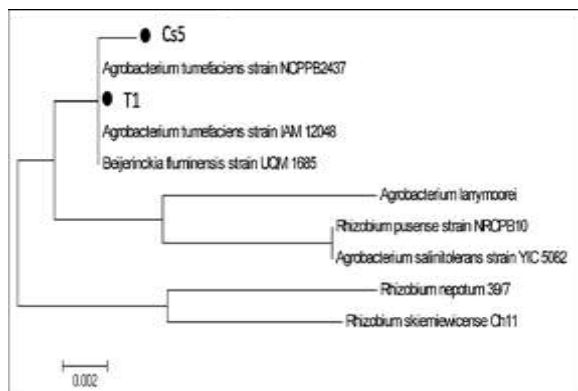 Cs5
Agrobacterium tumefaciens strain NCPPB2437
T1
Agrobacterium tumefaciens strain IAM 12048
Beijerinckia fluminensis strain UQM 1685
Agrobacterium larrymoorei
Rhizobium pusense strain NRCPB10
Agrobacterium salinitolerans strain YIC 5082
Rhizobium nepotum 39/7
Rhizobium skierniewicense Ch11
0.002